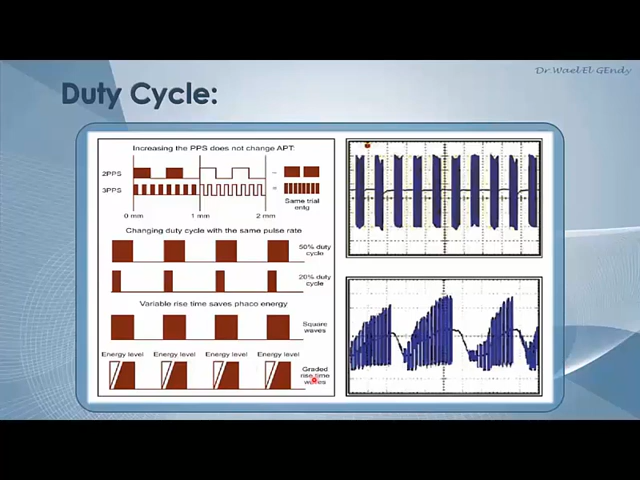 Dr.Wael El GEndy
Duty Cycle:
Increasing the PPS does not change APT:
2PPS
3PPS
=
Same trial
0 mm 1 mm 2 mm
Changing duty cycle with the same pulse rate
50% duty
cycle
20% duty
cycle
Variable rise time saves phaco energy
Square
waves
Energy level Energy level Energy level Energy level
Graded
rise time
waves